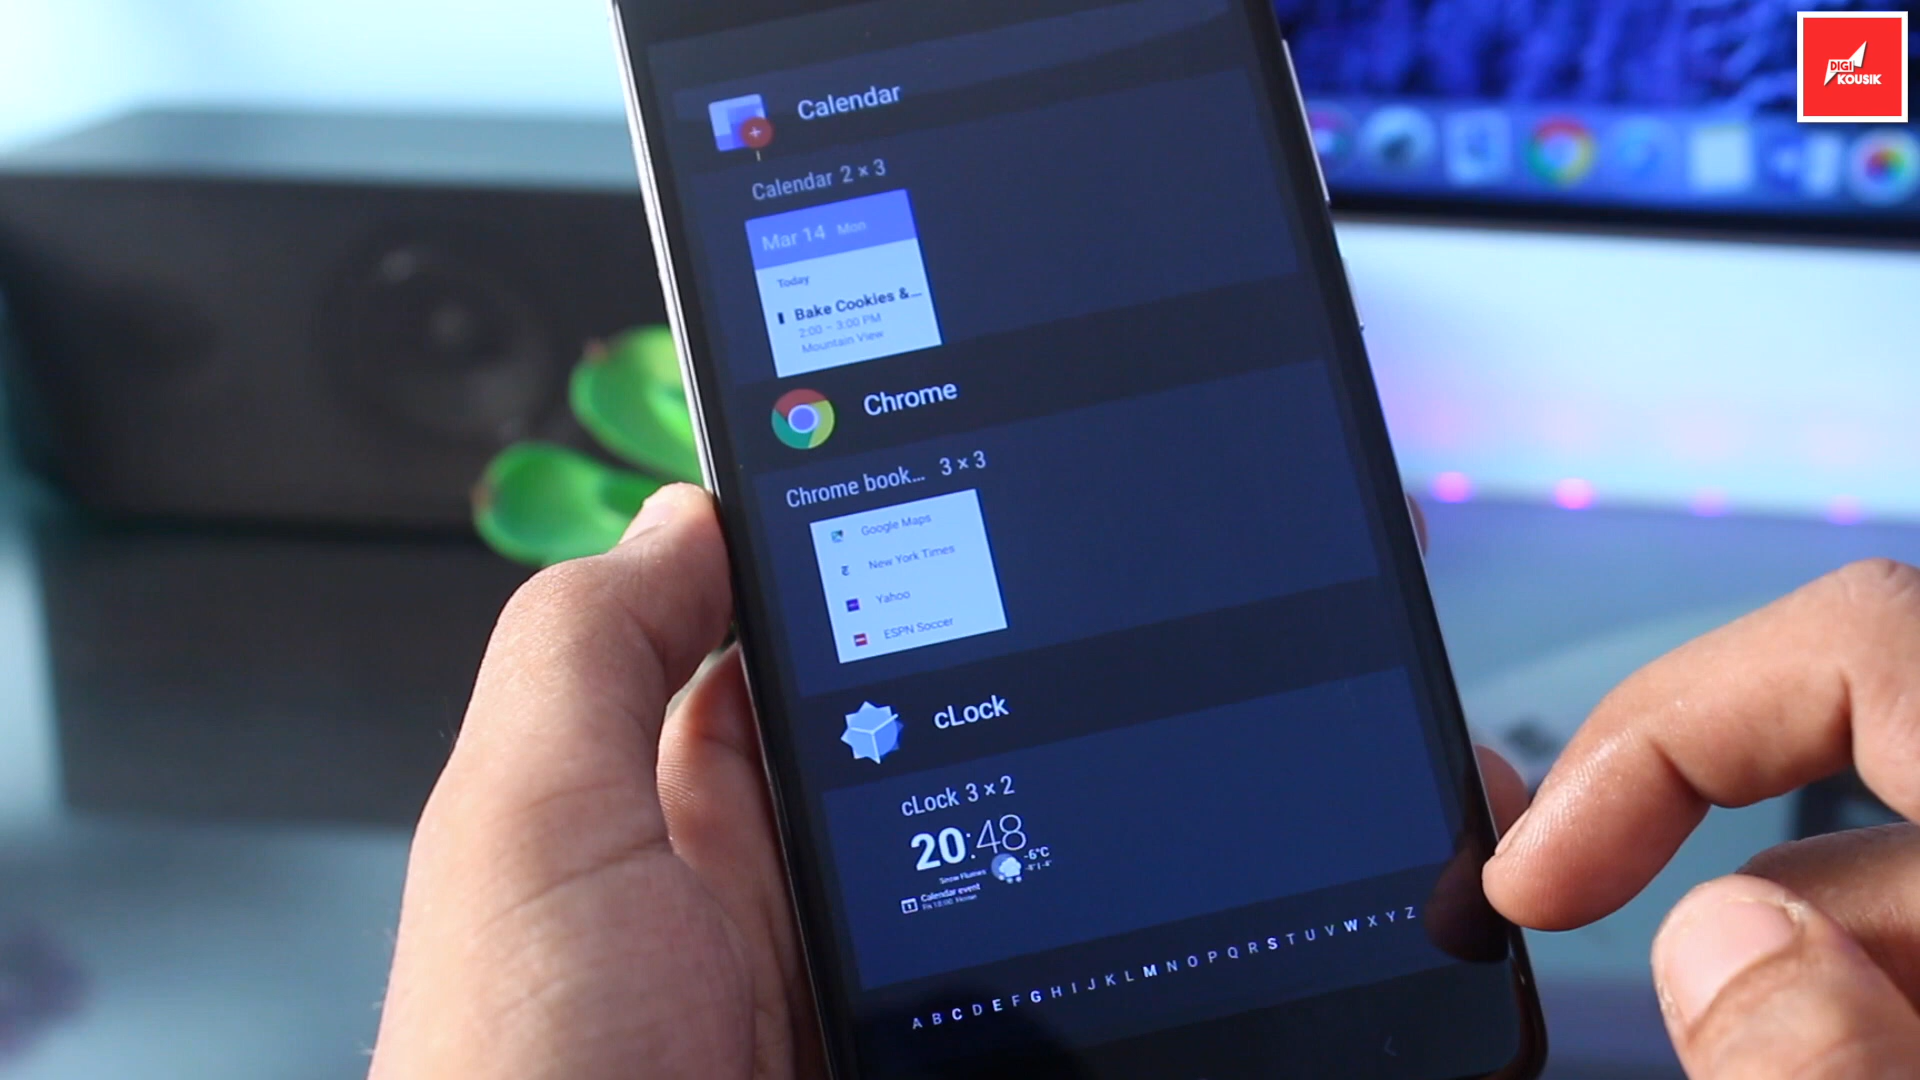 DIGI
KOUSIK
Calendar
Calendar 2 × 3
Mar 14 Mon
Today
Bake Cookies &...
2:00 – 3:00 PM
Mountain View
Chrome
Chrome book... 3 × 3
Google Maps
New York Times
Yahoo
ESPN Soccer
cLock
cLock 3 × 2
20:48
-6°C
Snow Flurries
Calendar event
A B C D E F G H I J K L M N O P Q R S T U V W X Y Z